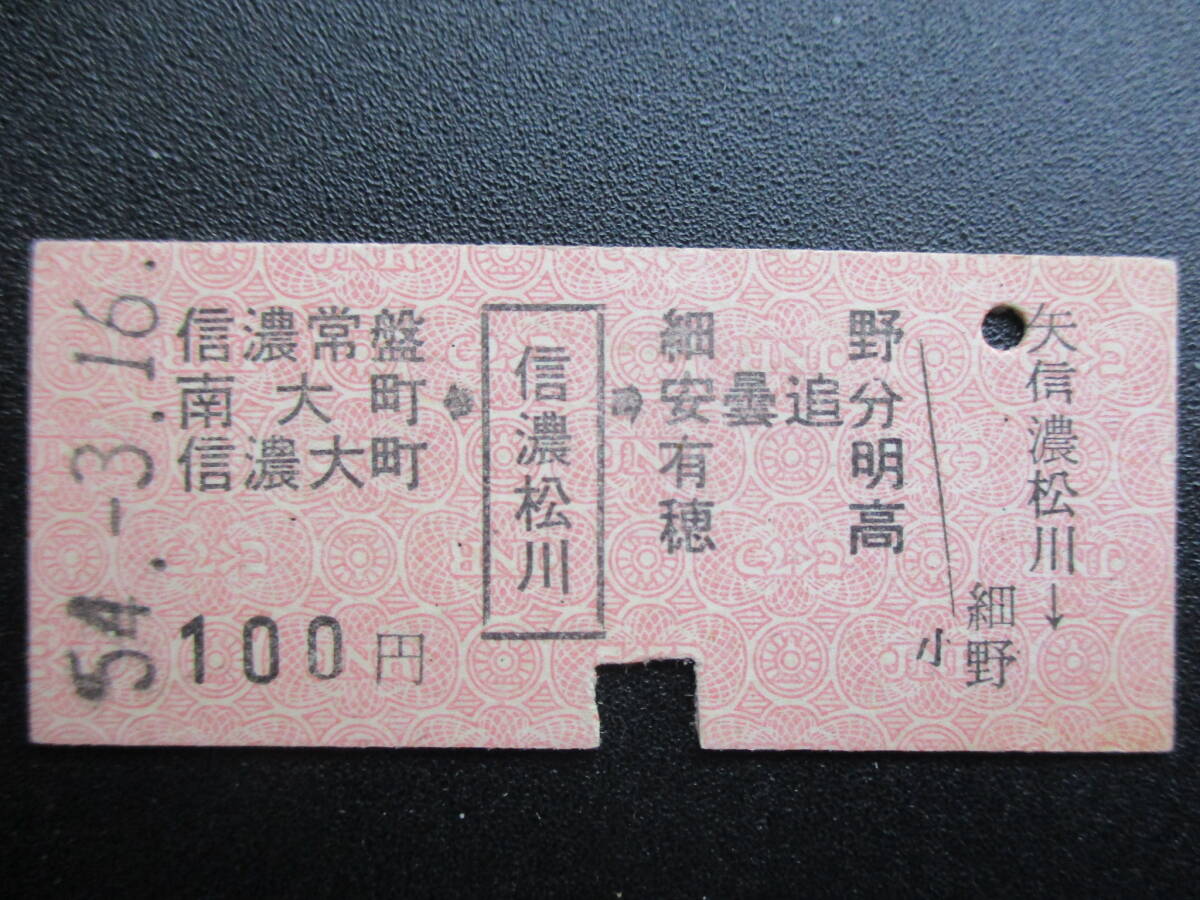 54.-3.16.
信濃常盤
南大町
信濃大町
信濃松川
細野
安曇追分
有明
穂高
100円
矢信濃松川→
細野
小